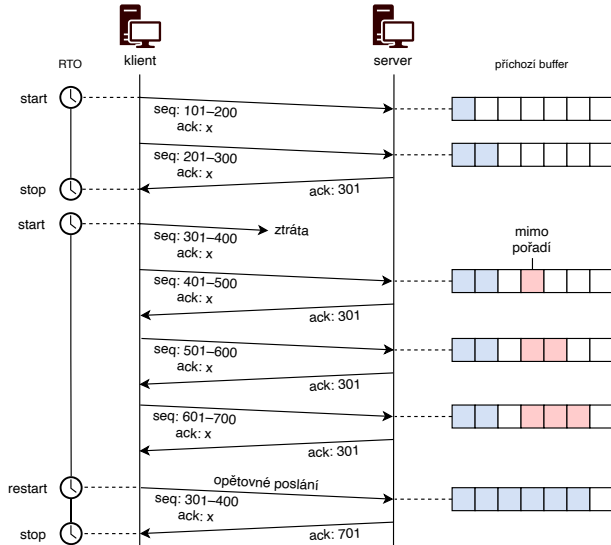 RTO
klient
server
příchozí buffer
start
seq: 101–200
ack: x
seq: 201–300
ack: x
stop
ack: 301
start
ztráta
seq: 301–400
ack: x
mimo
pořadí
seq: 401–500
ack: x
ack: 301
seq: 501–600
ack: x
ack: 301
seq: 601–700
ack: x
ack: 301
restart
opětovné poslání
seq: 301–400
ack: x
stop
ack: 701